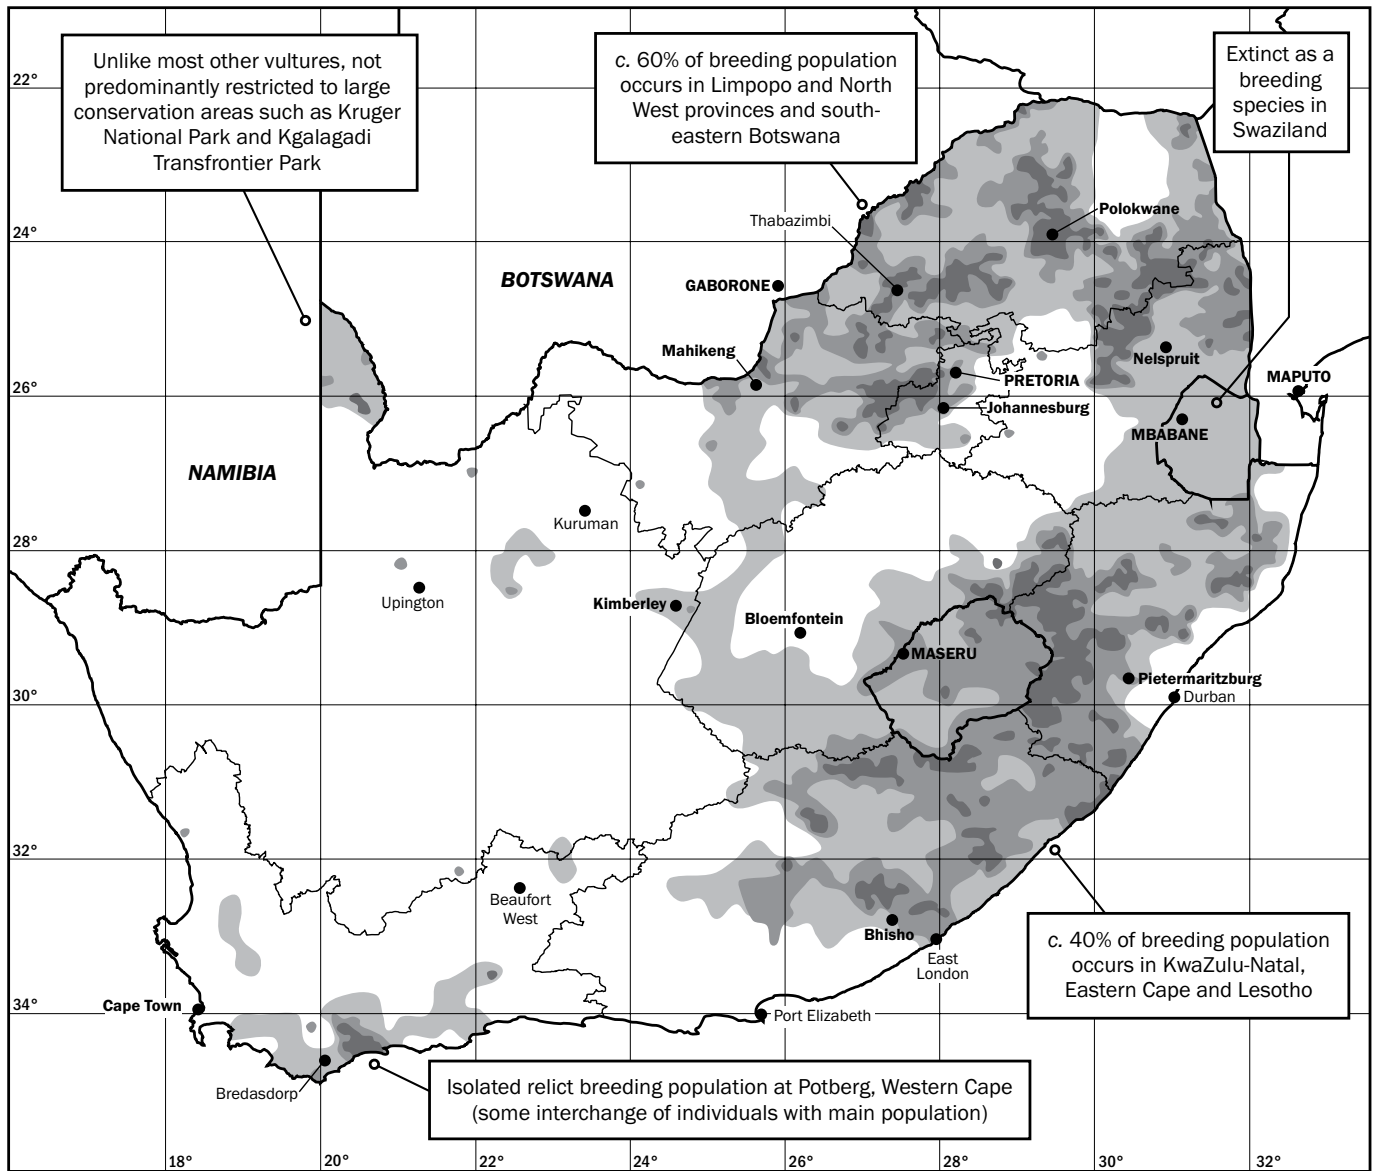 Unlike most other vultures, not
predominantly restricted to large
conservation areas such as Kruger
National Park and Kgalagadi
Transfrontier Park
c. 60% of breeding population
occurs in Limpopo and North
West provinces and south-
eastern Botswana
Extinct as a
breeding
species in
Swaziland
22°
24°
26°
28°
30°
32°
34°
Polokwane
Thabazimbi
BOTSWANA
GABORONE
Mahikeng
Nelspruit
PRETORIA
MAPUTO
Johannesburg
MBABANE
NAMIBIA
Kuruman
Upington
Kimberley
Bloemfontein
MASERU
Pietermaritzburg
Durban
Beaufort
West
Bhisho
East
London
c. 40% of breeding population
occurs in KwaZulu-Natal,
Eastern Cape and Lesotho
Cape Town
Port Elizabeth
Bredasdorp
Isolated relict breeding population at Potberg, Western Cape
(some interchange of individuals with main population)
18°
20°
22°
24°
26°
28°
30°
32°